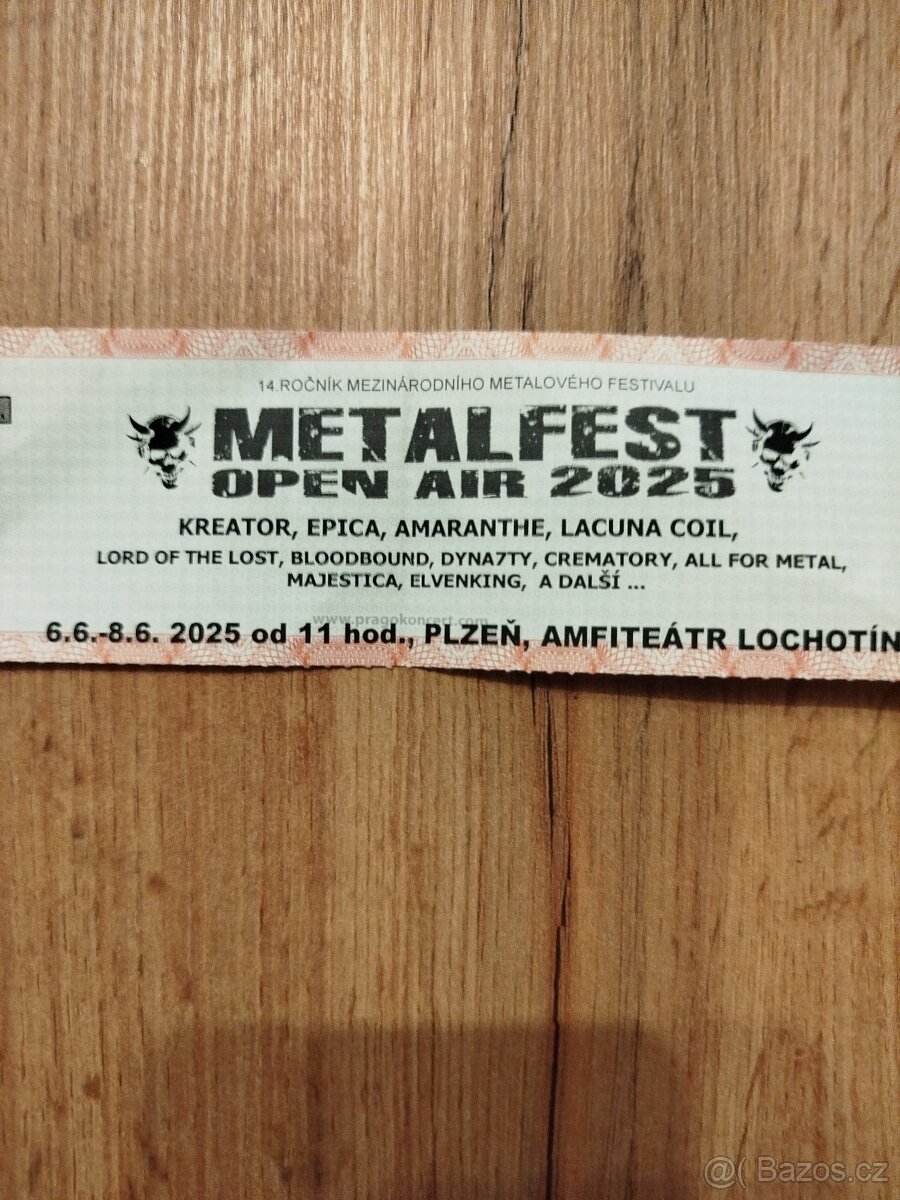 14.ROČNÍK MEZINÁRODNÍHO METALOVÉHO FESTIVALU
METALFEST
OPEN AIR 2025
KREATOR, EPICA, AMARANTHE, LACUNA COIL,
LORD OF THE LOST, BLOODBOUND, DYNA7TY, CREMATORY, ALL FOR METAL,
MAJESTICA, ELVENKING, A DALŠÍ ...
www.pragokoncert.com
6.6.-8.6. 2025 od 11 hod., PLZEŇ, AMFITEÁTR LOCHOTÍN
@( Bazos.cz